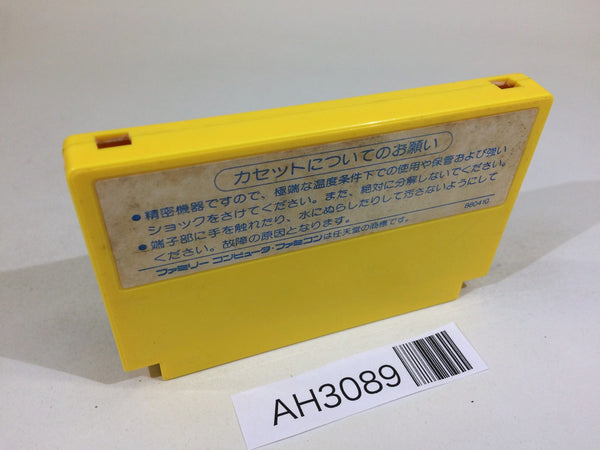 カセットについてのお願い
●精密機器ですので、極端な温度条件下での使用や保管および強い
ショックをさけてください。また、絶対に分解しないでください。
●端子部に手を触れたり、水にぬらしたりして汚さないようにして
ください。故障の原因となります。
860410
ファミリーコンピュータ・ファミコンは任天堂の商標です。
AH3089